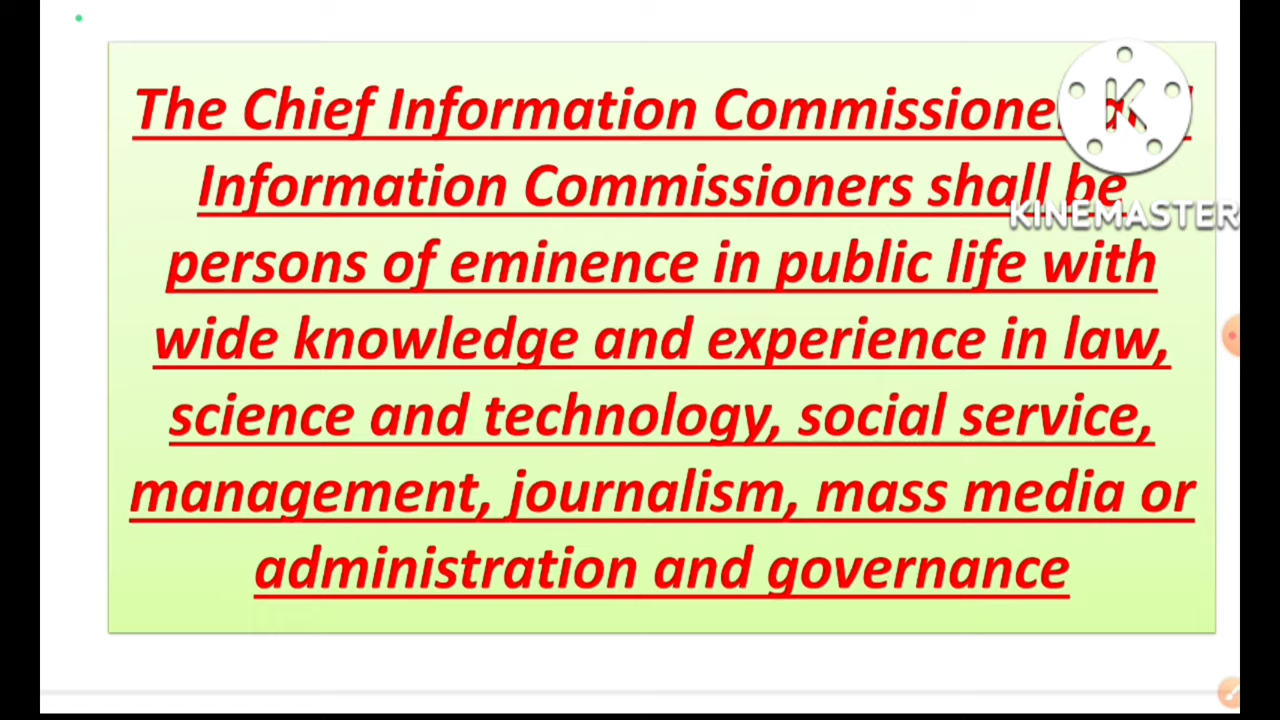 The Chief Information Commissioner
Information Commissioners shall be
persons of eminence in public life with
wide knowledge and experience in law,
science and technology, social service,
management, journalism, mass media or
administration and governance
K
KINEMASTER